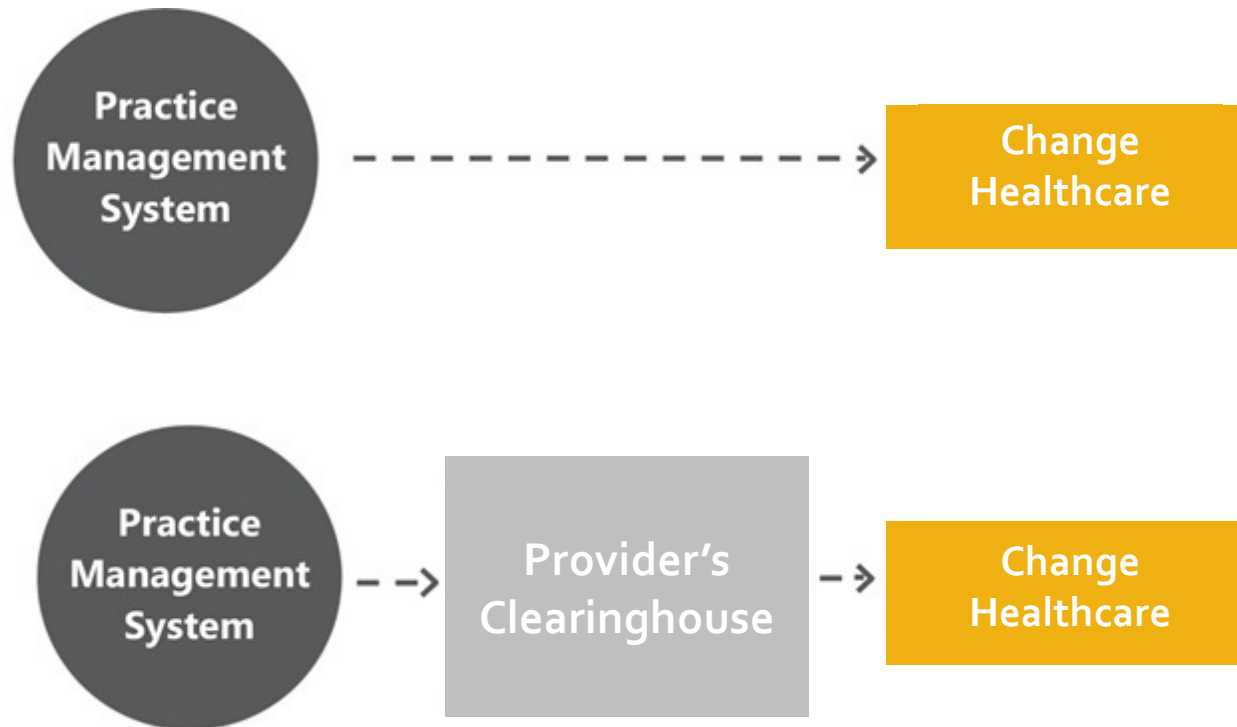 Practice
Management
System
Change
Healthcare
Practice
Management
System
Provider’s
Clearinghouse
Change
Healthcare